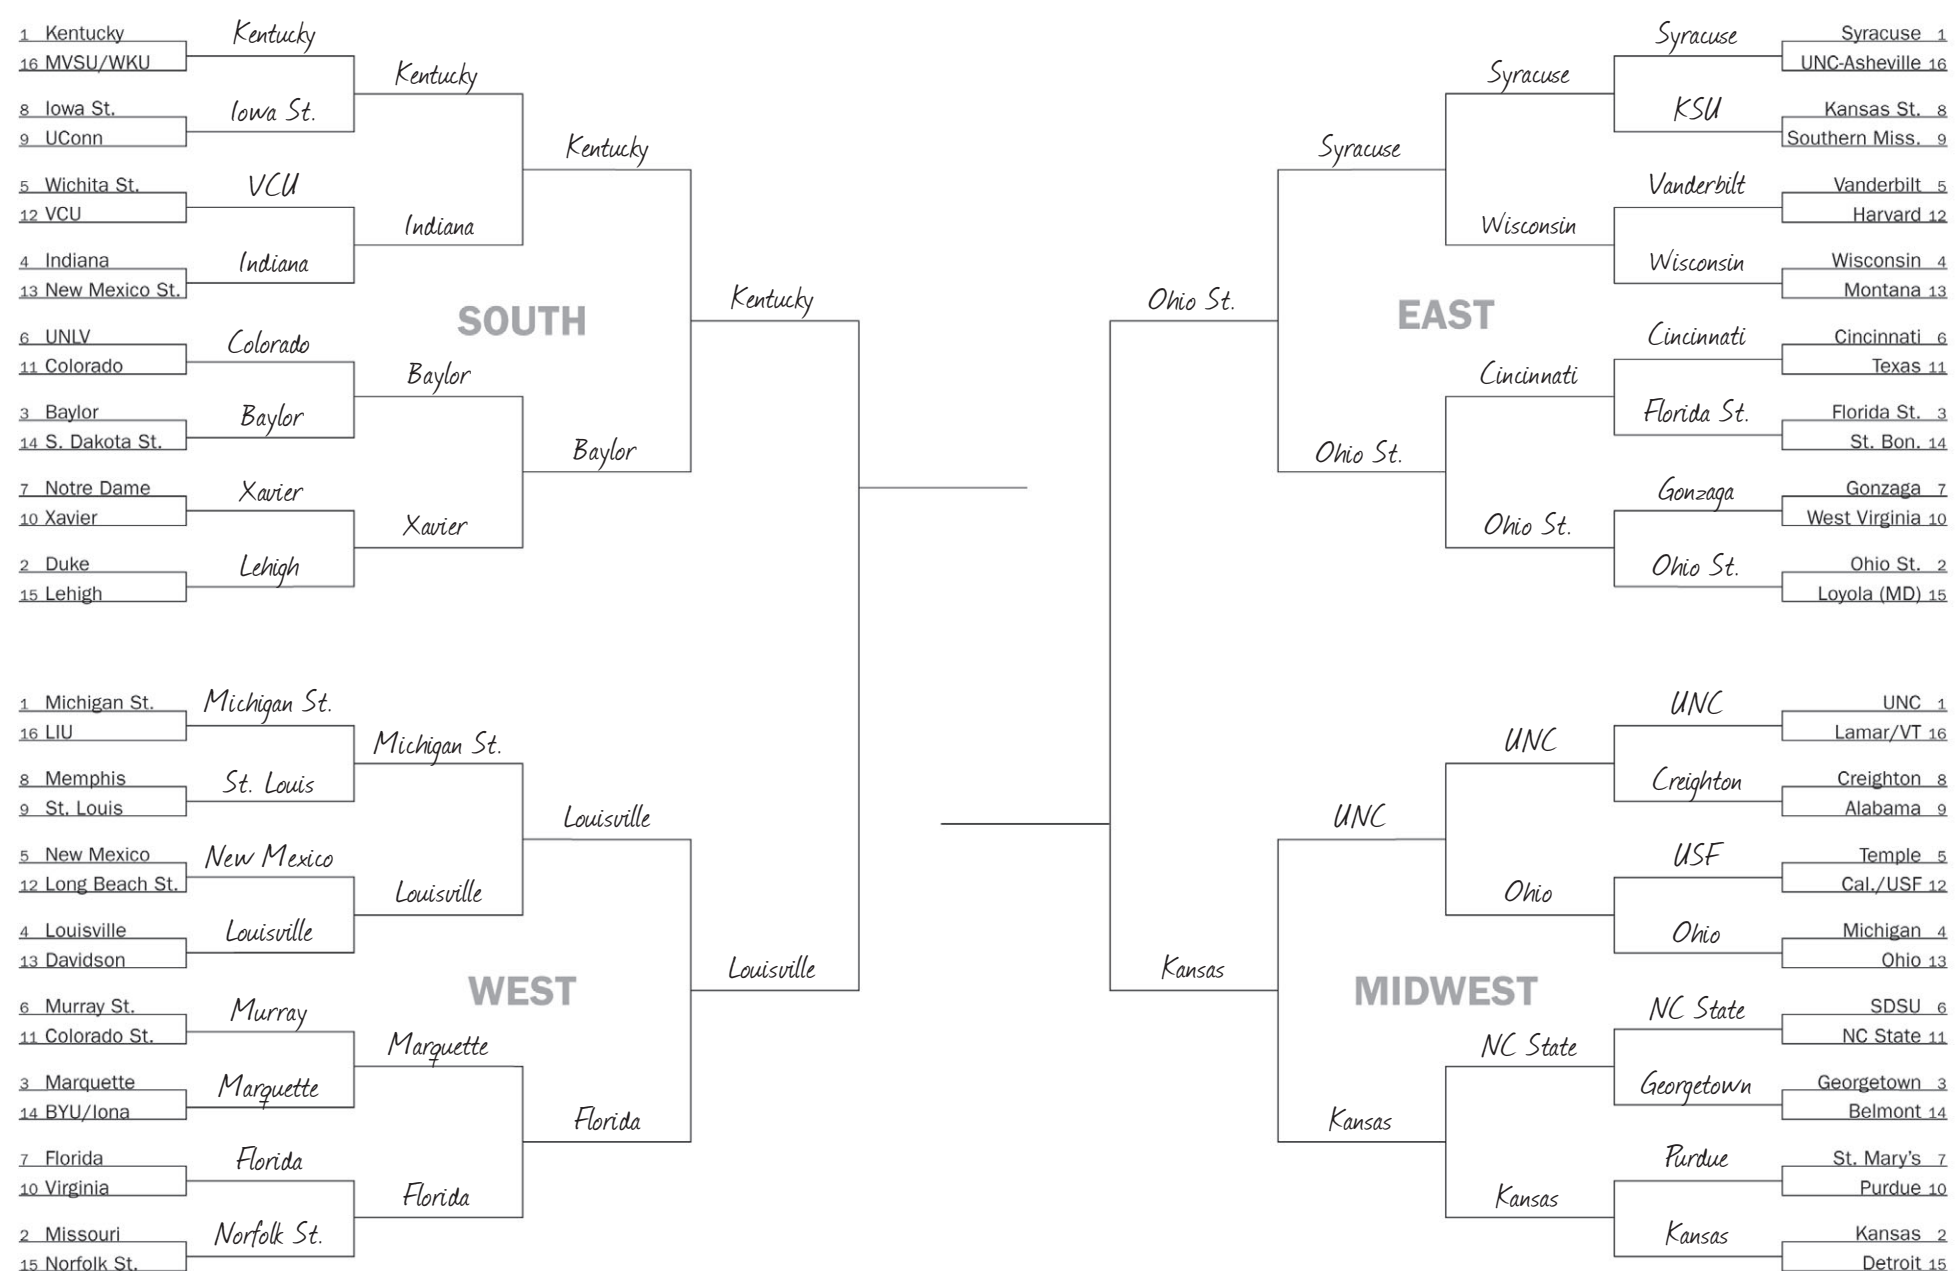 1 Kentucky
16 MVSU/WKU
8 Iowa St.
9 UConn
5 Wichita St.
12 VCU
4 Indiana
13 New Mexico St.
6 UNLV
11 Colorado
3 Baylor
14 S. Dakota St.
7 Notre Dame
10 Xavier
2 Duke
15 Lehigh
Kentucky
Iowa St.
VCU
Indiana
Colorado
Baylor
Xavier
Lehigh
Kentucky
Indiana
Baylor
Xavier
Kentucky
Baylor
Kentucky
SOUTH
1 Michigan St.
16 LIU
8 Memphis
9 St. Louis
5 New Mexico
12 Long Beach St.
4 Louisville
13 Davidson
6 Murray St.
11 Colorado St.
3 Marquette
14 BYU/Iona
7 Florida
10 Virginia
2 Missouri
15 Norfolk St.
Michigan St.
St. Louis
New Mexico
Louisville
Murray
Marquette
Florida
Norfolk St.
Michigan St.
Louisville
Marquette
Florida
Louisville
Florida
Louisville
WEST
Ohio St.
Syracuse
Ohio St.
Syracuse
Wisconsin
Cincinnati
Ohio St.
Syracuse
KSU
Vanderbilt
Wisconsin
Cincinnati
Florida St.
Gonzaga
Ohio St.
Syracuse 1
UNC-Asheville 16
Kansas St. 8
Southern Miss. 9
Vanderbilt 5
Harvard 12
Wisconsin 4
Montana 13
Cincinnati 6
Texas 11
Florida St. 3
St. Bon. 14
Gonzaga 7
West Virginia 10
Ohio St. 2
Loyola (MD) 15
EAST
Kansas
UNC
Kansas
UNC
Ohio
NC State
Kansas
UNC
Creighton
USF
Ohio
NC State
Georgetown
Purdue
Kansas
UNC 1
Lamar/VT 16
Creighton 8
Alabama 9
Temple 5
Cal./USF 12
Michigan 4
Ohio 13
SDSU 6
NC State 11
Georgetown 3
Belmont 14
St. Mary's 7
Purdue 10
Kansas 2
Detroit 15
MIDWEST